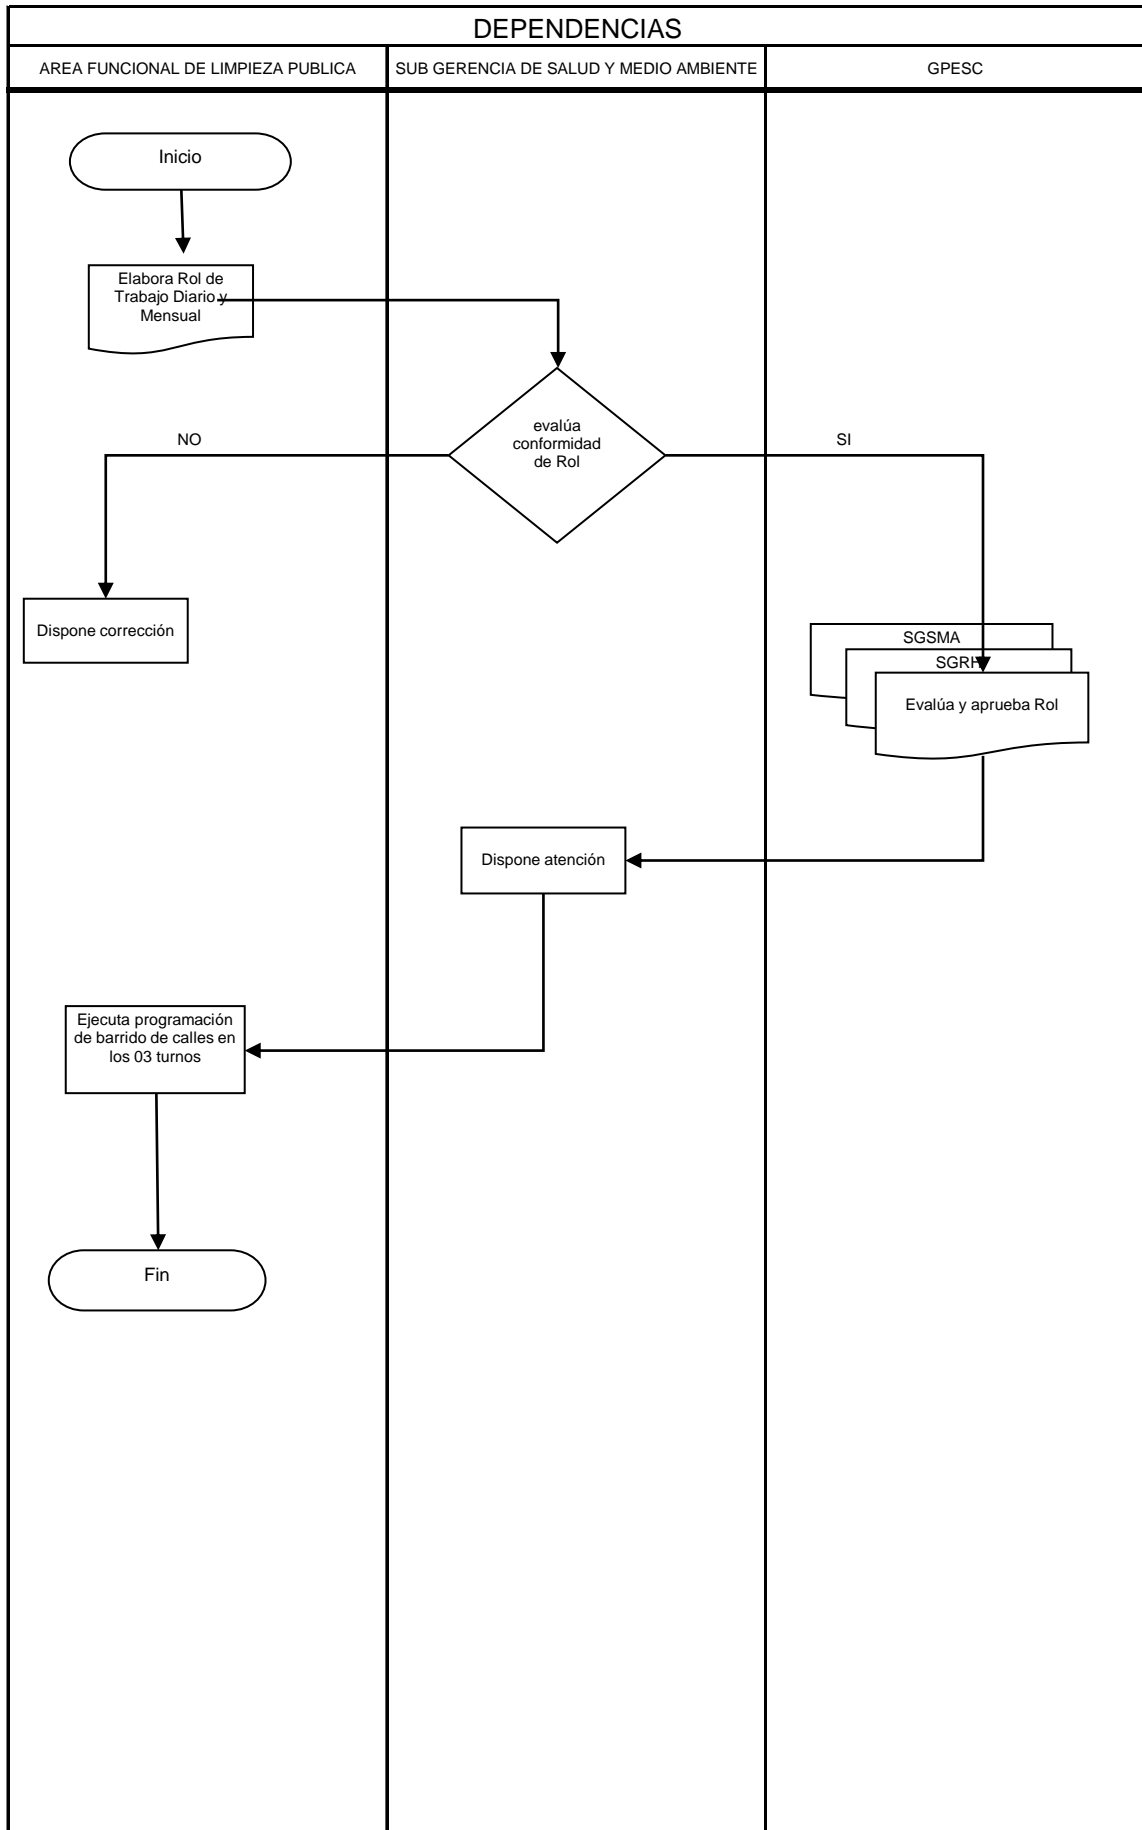 DEPENDENCIAS
AREA FUNCIONAL DE LIMPIEZA PUBLICA
SUB GERENCIA DE SALUD Y MEDIO AMBIENTE
GPESC
Inicio
Elabora Rol de
Trabajo Diario y
Mensual
evalúa
conformidad
de Rol
NO
SI
Dispone corrección
SGSMA
SGRH
Evalúa y aprueba Rol
Dispone atención
Ejecuta programación
de barrido de calles en
los 03 turnos
Fin